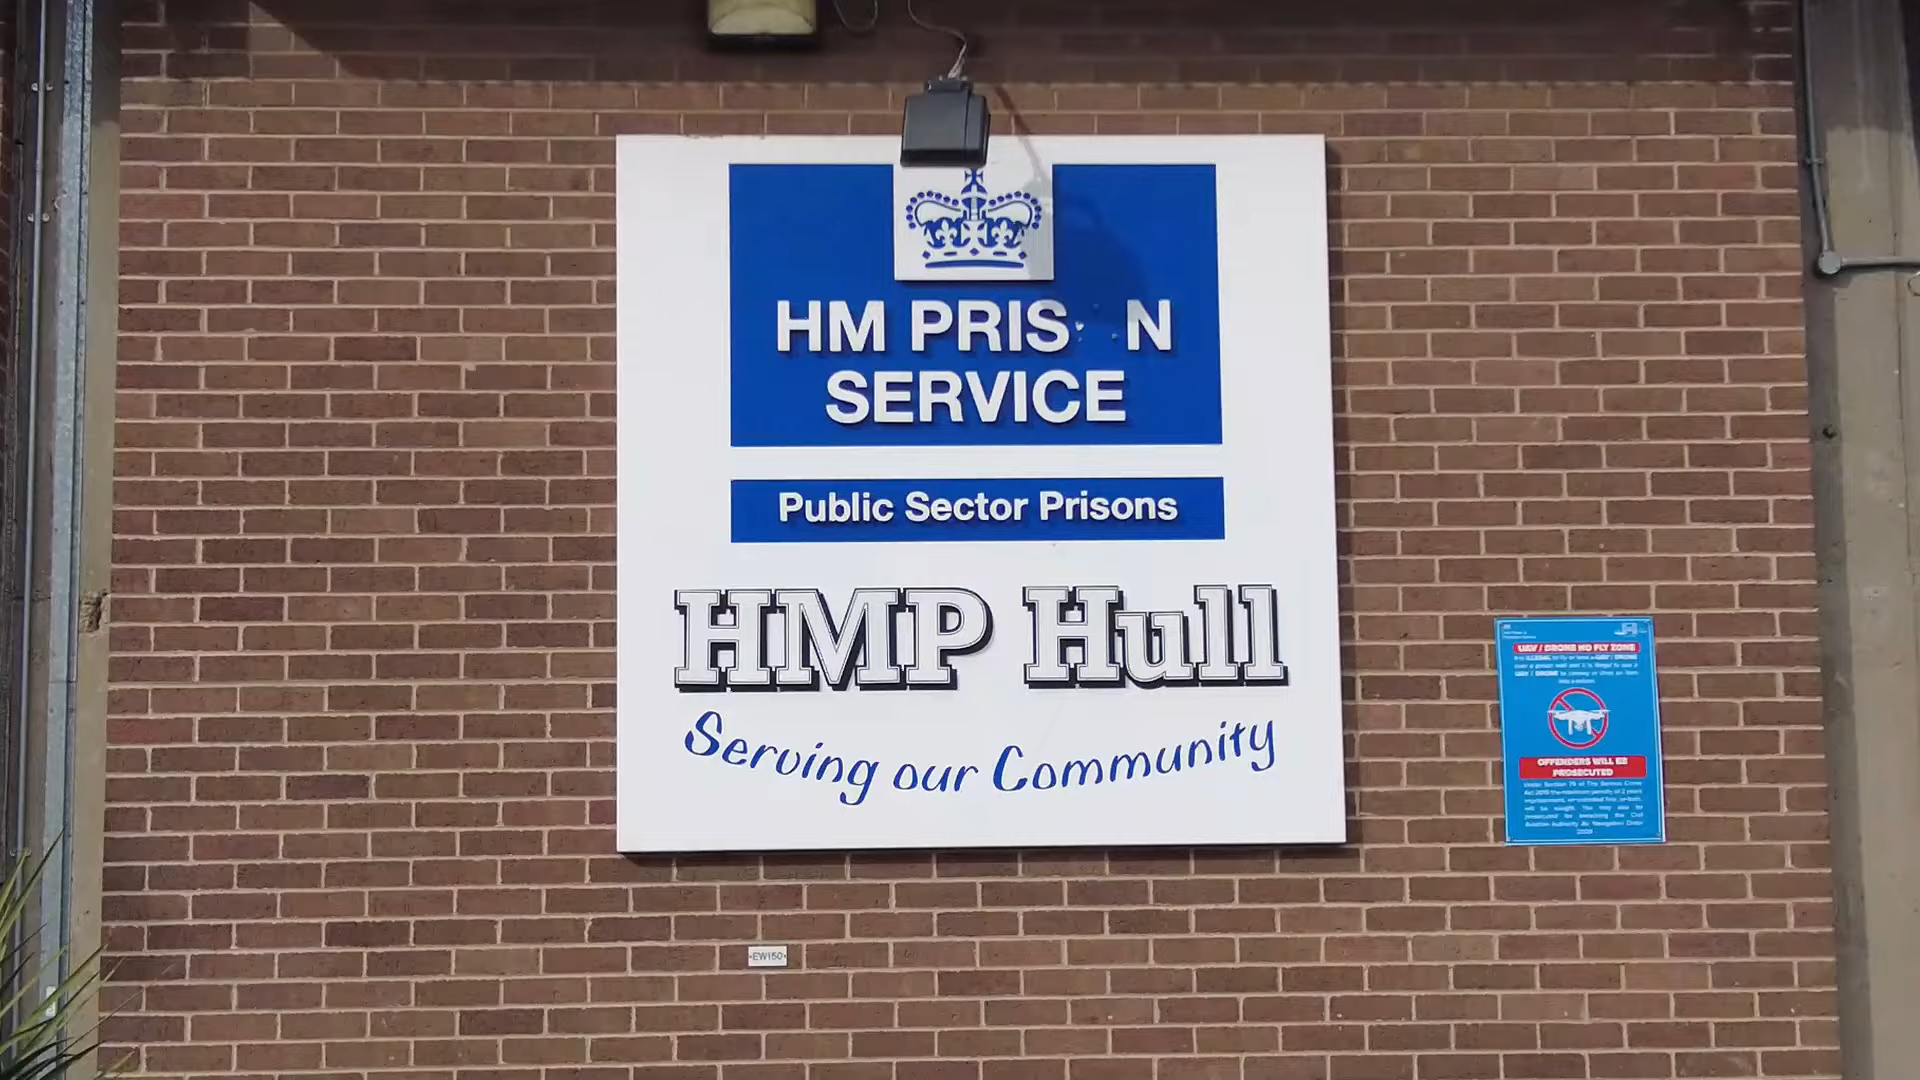 HM PRIS N
SERVICE
Public Sector Prisons
HMP Hull
Serving our Community
UAV / DRONE NO FLY ZONE
OFFENDERS WILL BE
PROSECUTED
EW150